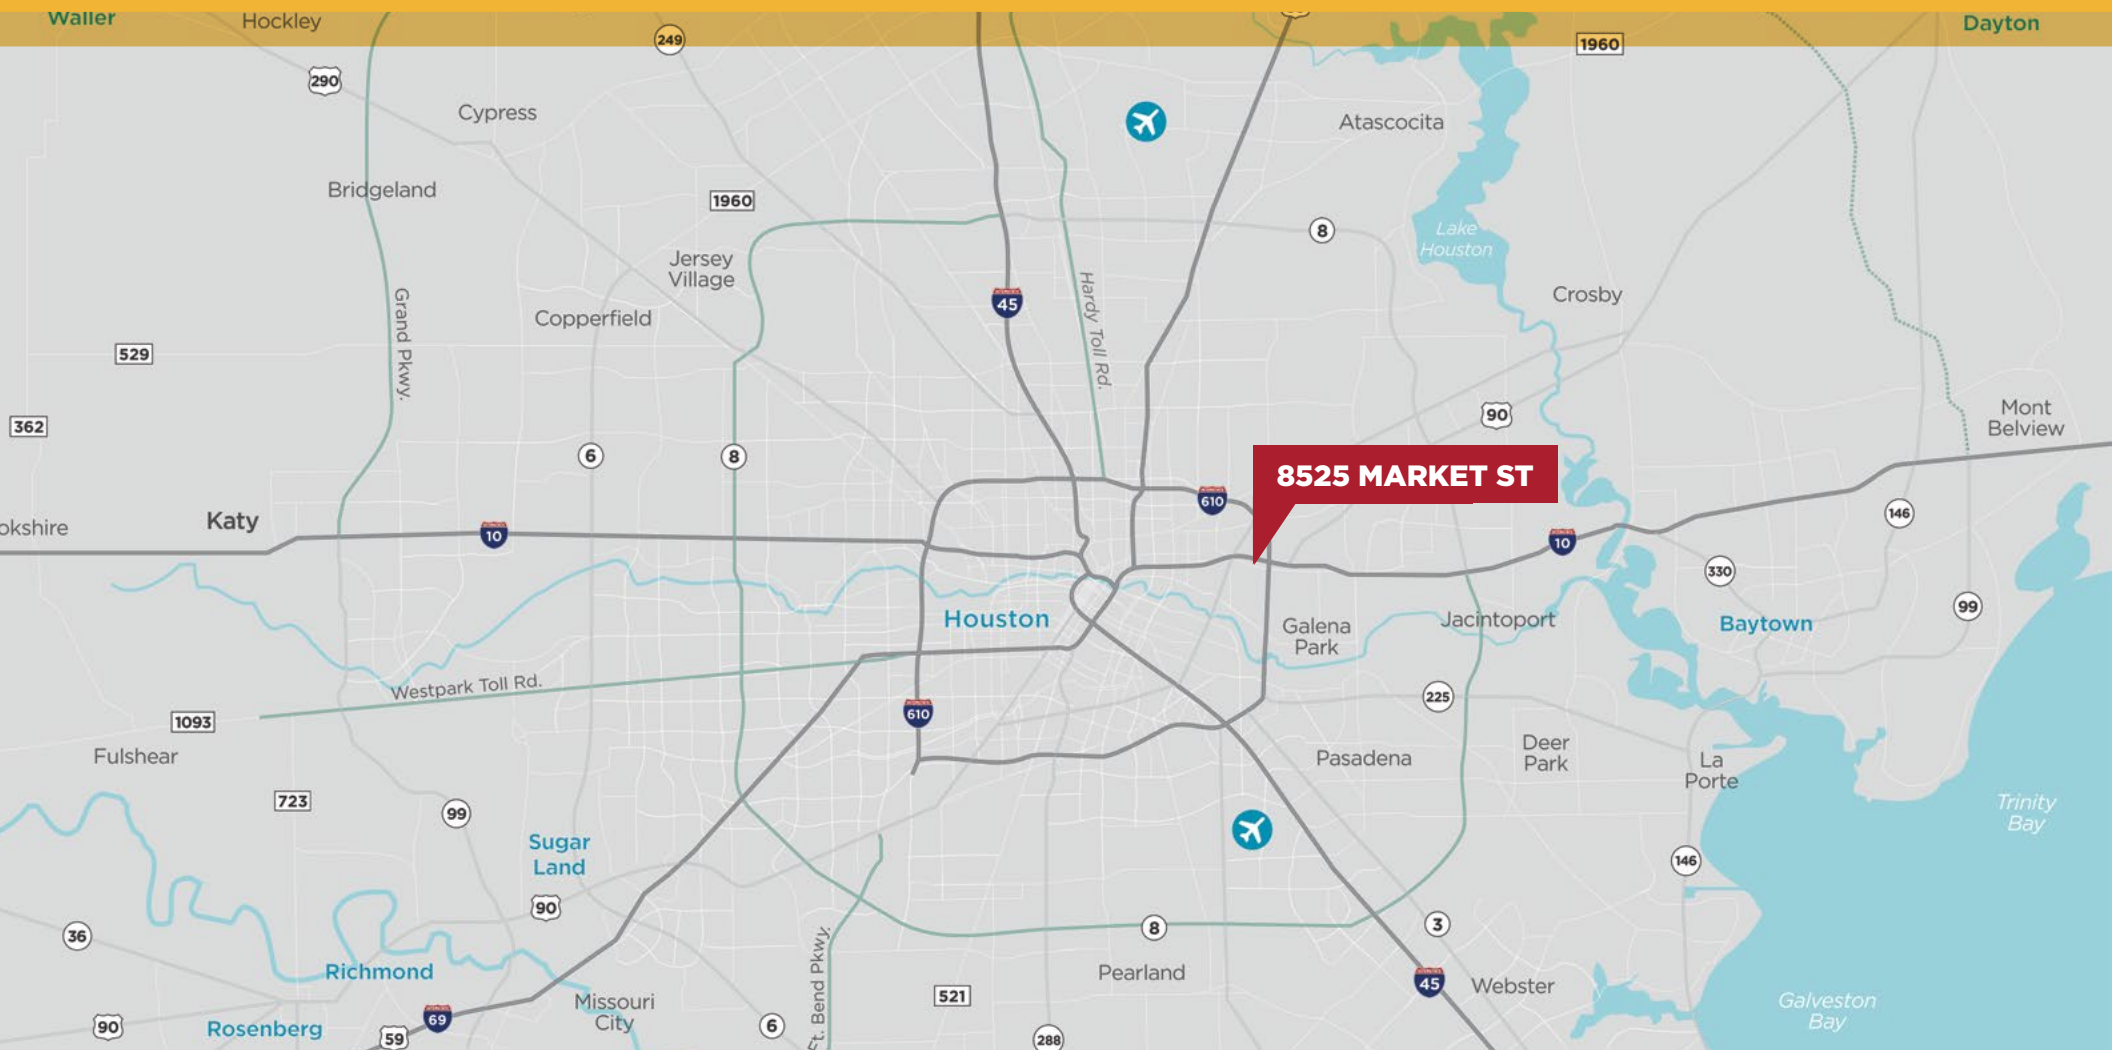 Waller
Hockley
249
1960
Dayton
290
Cypress
Atascocita
Bridgeland
1960
8
Lake
Houston
Jersey
Village
45
Hardy Toll Rd.
Grand Pkwy.
Copperfield
Crosby
529
362
6
8
90
Mont
Belview
8525 MARKET ST
610
okshire
Katy
10
10
146
330
Houston
Galena
Park
Jacintoport
Baytown
99
Westpark Toll Rd.
1093
610
225
Fulshear
Pasadena
Deer
Park
La
Porte
723
99
Trinity
Bay
Sugar
Land
146
90
36
8
3
Richmond
Ft. Bend Pkwy.
Pearland
45
Webster
521
Missouri
City
Galveston
Bay
90
Rosenberg
59
69
6
288